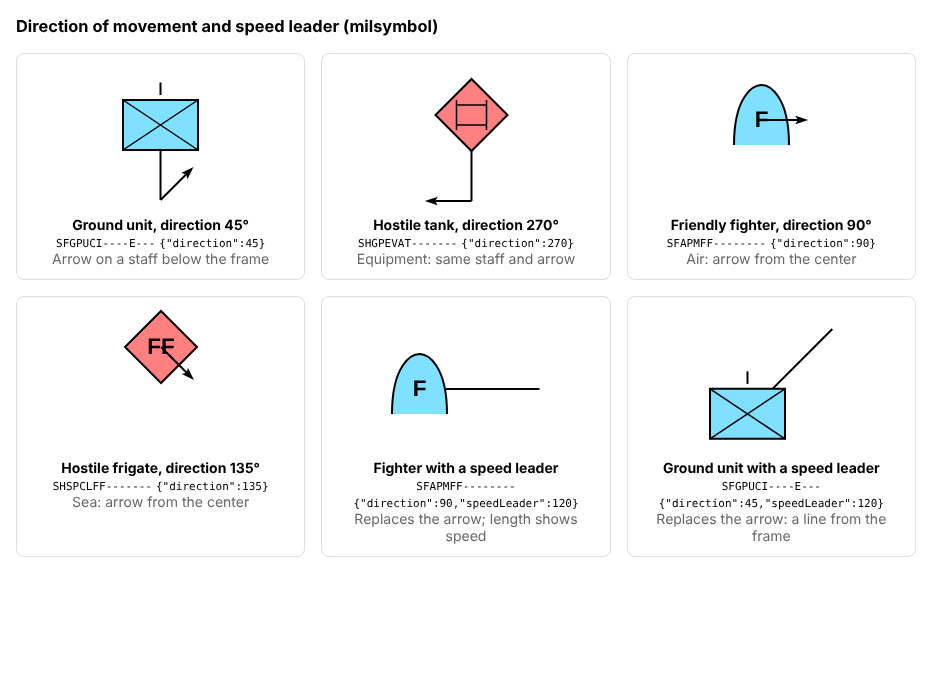 Direction of movement and speed leader (milsymbol)
I
Ground unit, direction 45°
SFGPUCI----E--- {"direction":45}
Arrow on a staff below the frame
Hostile tank, direction 270°
SHGPEVAT------- {"direction":270}
Equipment: same staff and arrow
F
Friendly fighter, direction 90°
SFAPMFF-------- {"direction":90}
Air: arrow from the center
FF
Hostile frigate, direction 135°
SHSPCLFF------- {"direction":135}
Sea: arrow from the center
F
Fighter with a speed leader
SFAPMFF--------
{"direction":90,"speedLeader":120}
Replaces the arrow; length shows
speed
I
Ground unit with a speed leader
SFGPUCI----E---
{"direction":45,"speedLeader":120}
Replaces the arrow: a line from the
frame